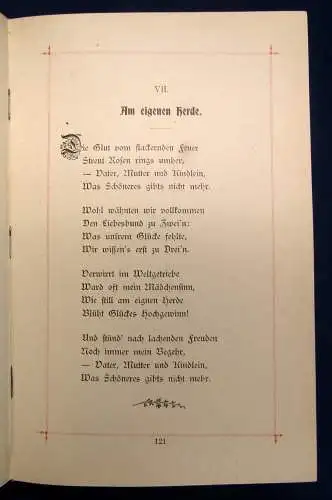 VII.
Am eigenen Herde.
Die Glut vom flackernden Feuer
Streut Rosen rings umher,
— Vater, Mutter und Kindlein,
Was Schöneres gibts nicht mehr.
Wohl wähnten wir vollkommen
Den Liebesbund zu Zwei'n:
Was unsrem Glücke fehlte,
Wir wissen's erst zu Drei'n.
Verwirrt im Weltgetriebe
Ward oft mein Mädchensinn,
Wie still am eignen Herde
Blüht Glückes Hochgewinn!
Und stünd' nach lachenden Freuden
Noch immer mein Begehr,
— Vater, Mutter und Kindlein,
Was Schöneres gibts nicht mehr.
121